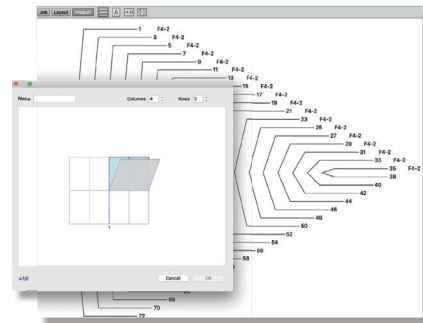 Job Layout Product A A-B
1 F4-2
3 F4-2
5 F4-2
7 F4-2
9 F4-2
11 F4-2
13 F4-2
15 F4-2
17 F4-2
19 F4-2
21 F4-2
23 F4-2
25 F4-2
27 F4-2
29 F4-2
31 F4-2
33 F4-2
35 F4-2
38
40
42
44
46
48
50
52
54
56
58
68
70
72
Name
Columns 4
Rows 2
Cancel
OK